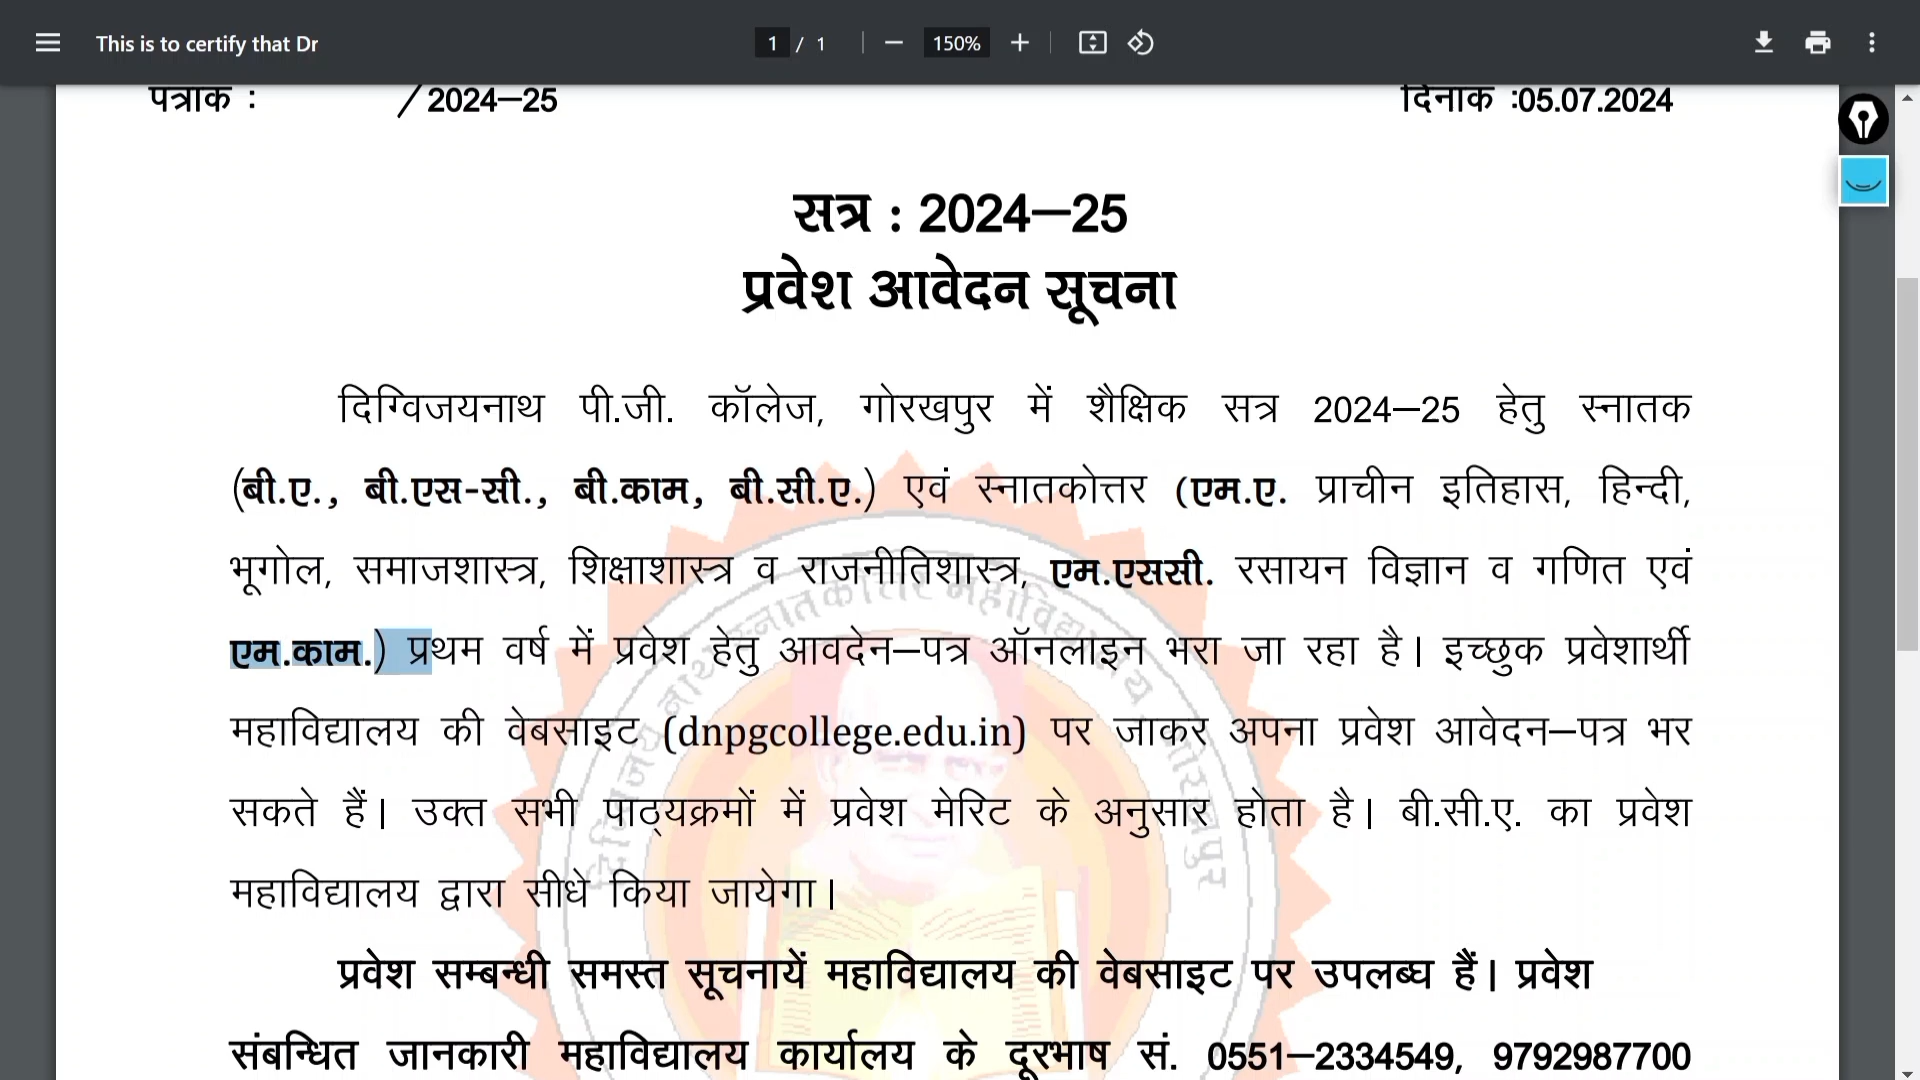 This is to certify that Dr
1 / 1
150%
पत्रांक : / 2024–25
दिनांक :05.07.2024
सत्र : 2024–25
प्रवेश आवेदन सूचना
दिग्विजयनाथ पी.जी. कॉलेज, गोरखपुर में शैक्षिक सत्र 2024–25 हेतु स्नातक
(बी.ए., बी.एस-सी., बी.काम, बी.सी.ए.) एवं स्नातकोत्तर (एम.ए. प्राचीन इतिहास, हिन्दी,
भूगोल, समाजशास्त्र, शिक्षाशास्त्र व राजनीतिशास्त्र, एम.एससी. रसायन विज्ञान व गणित एवं
एम.काम.) प्रथम वर्ष में प्रवेश हेतु आवदेन–पत्र ऑनलाइन भरा जा रहा है। इच्छुक प्रवेशार्थी
महाविद्यालय की वेबसाइट (dnpgcollege.edu.in) पर जाकर अपना प्रवेश आवेदन–पत्र भर
सकते हैं। उक्त सभी पाठ्यक्रमों में प्रवेश मेरिट के अनुसार होता है। बी.सी.ए. का प्रवेश
महाविद्यालय द्वारा सीधे किया जायेगा।
प्रवेश सम्बन्धी समस्त सूचनायें महाविद्यालय की वेबसाइट पर उपलब्ध हैं। प्रवेश
संबन्धित जानकारी महाविद्यालय कार्यालय के दूरभाष सं. 0551–2334549, 9792987700